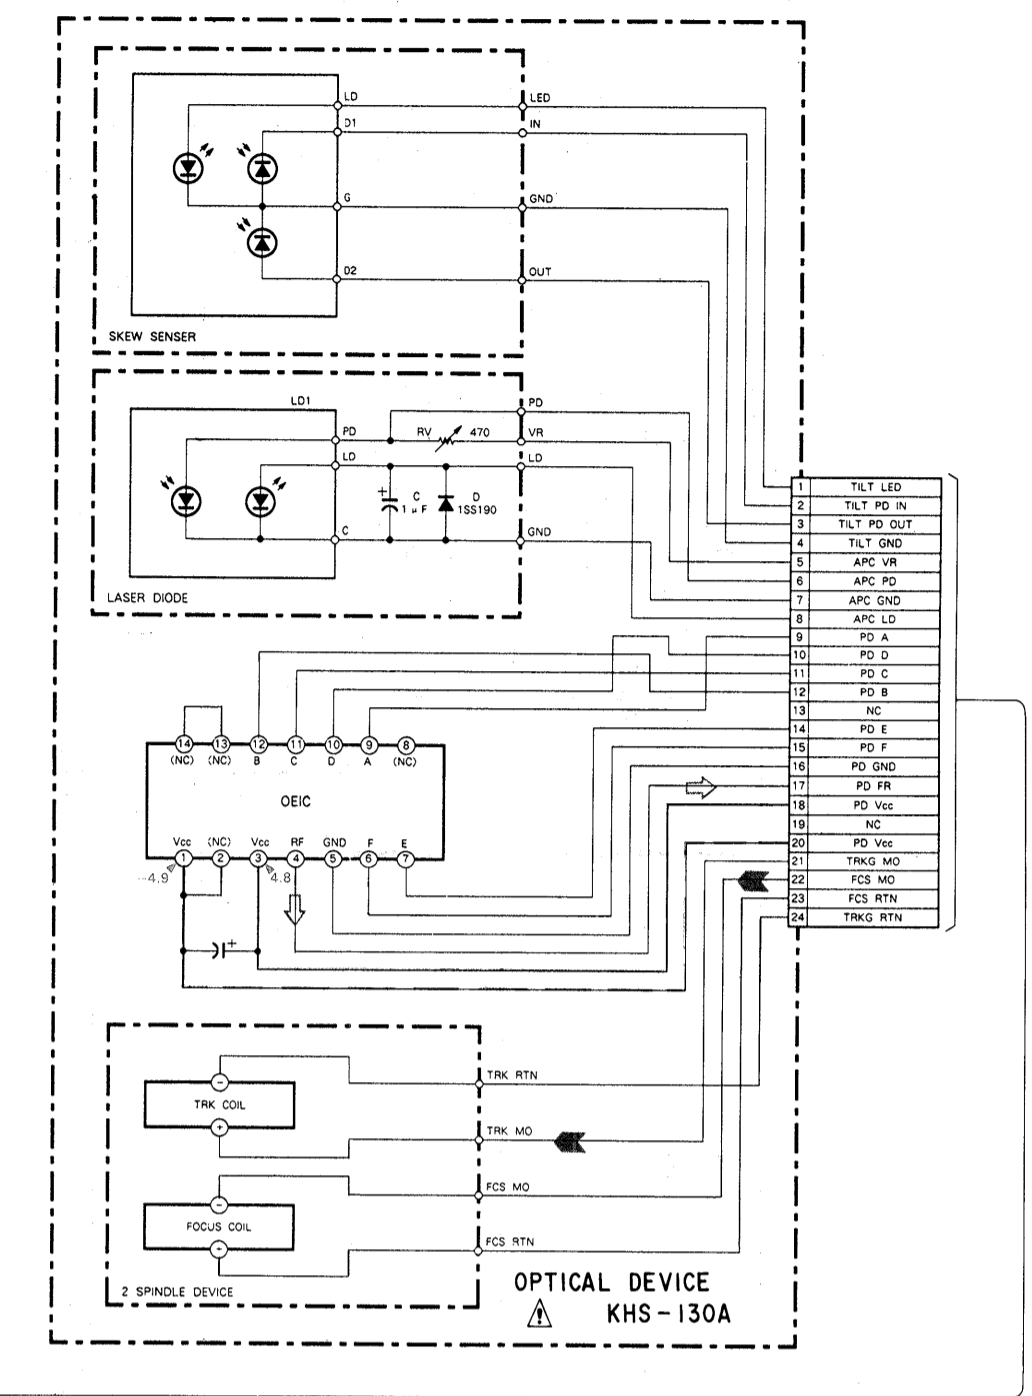 LD
LED
D1
IN
G
GND
D2
OUT
SKEW SENSER
LD1
PD
PD
RV 470
VR
LD
LD
+
C
1 μF
D
1SS190
C
GND
LASER DIODE
1 TILT LED
2 TILT PD IN
3 TILT PD OUT
4 TILT GND
5 APC VR
6 APC PD
7 APC GND
8 APC LD
9 PD A
10 PD D
11 PD C
12 PD B
13 NC
14 PD E
15 PD F
16 PD GND
17 PD FR
18 PD Vcc
19 NC
20 PD Vcc
21 TRKG MO
22 FCS MO
23 FCS RTN
24 TRKG RTN
14 13 12 11 10 9 8
(NC) (NC) B C D A (NC)
OEIC
Vcc (NC) Vcc RF GND F E
1 2 3 4 5 6 7
-4.9 4.8
+
−
TRK COIL
+
TRK RTN
TRK MO
−
FOCUS COIL
+
FCS MO
FCS RTN
2 SPINDLE DEVICE
OPTICAL DEVICE
! KHS-130A